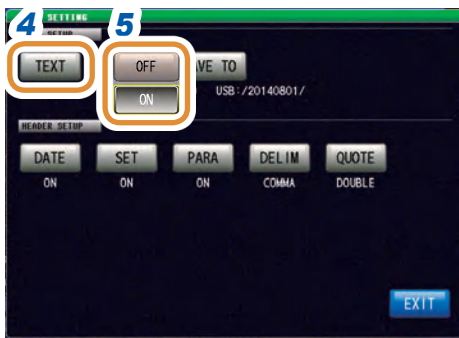 4 SETTING 5
SETUP
TEXT OFF VE TO
ON USB:/20140801/
HEADER SETUP
DATE SET PARA DELIM QUOTE
ON ON ON COMMA DOUBLE
EXIT